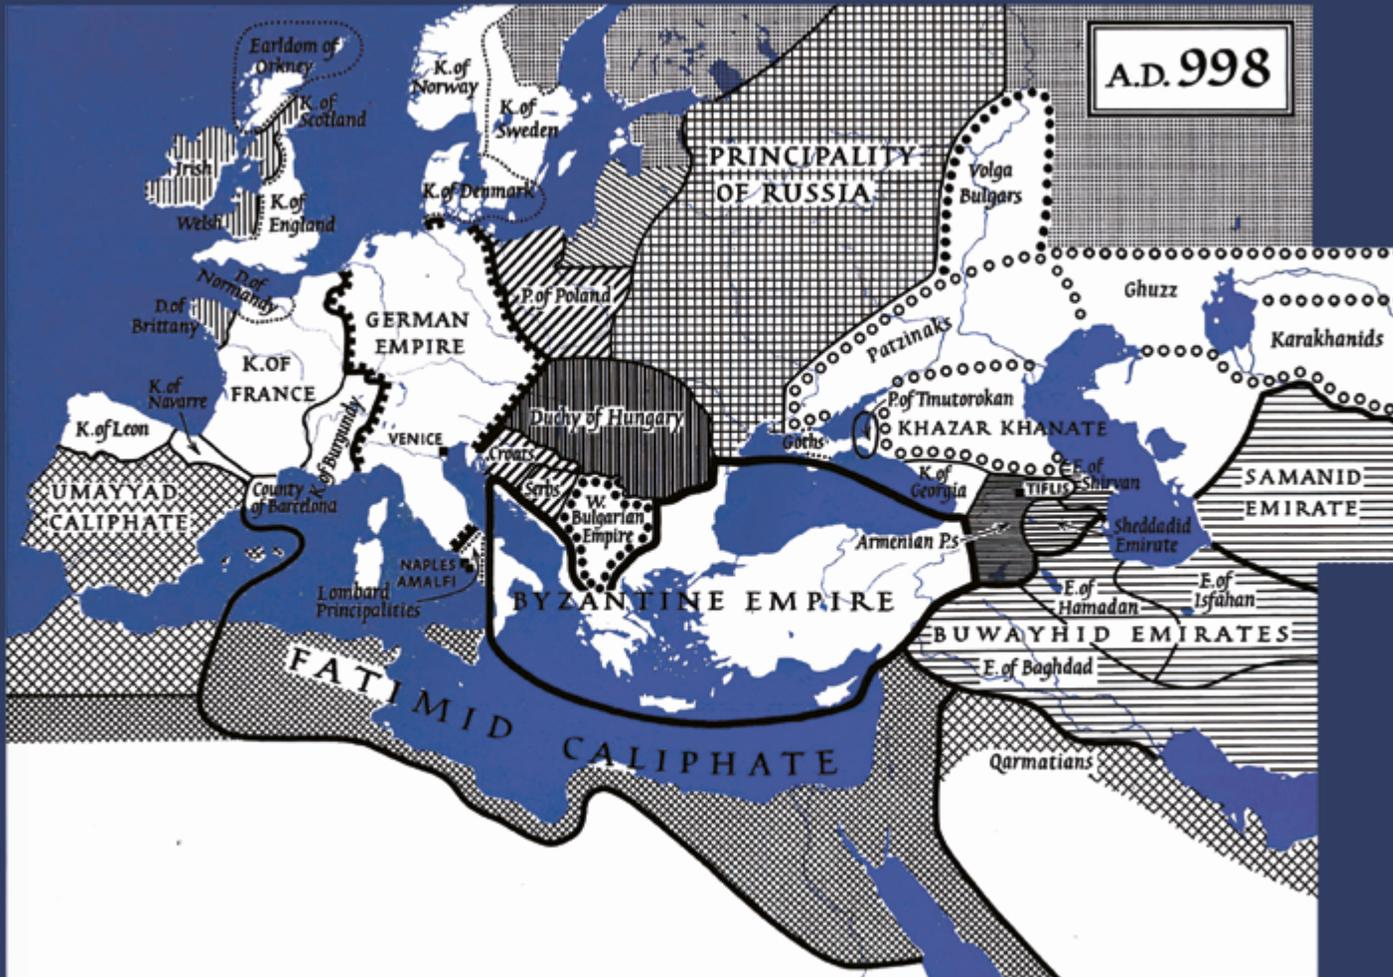 A.D. 998
Earldom of
Orkney
K. of
Scotland
Irish
Welsh
K. of
England
K. of
Norway
K. of
Sweden
K. of Denmark
PRINCIPALITY
OF RUSSIA
Volga
Bulgars
Ghuzz
Karakhanids
Patzinaks
D. of
Normandy
D. of
Brittany
GERMAN
EMPIRE
P. of Poland
K. OF
FRANCE
K. of
Navarre
K. of Leon
K. of Burgundy
VENICE
Duchy of Hungary
Croats
Serbs
W.
Bulgarian
Empire
Goths
P. of Tmutorokan
KHAZAR KHANATE
K. of
Georgia
TIFLIS
E. of
Shirvan
Sheddadid
Emirate
Armenian Ps
SAMANID
EMIRATE
UMAYYAD
CALIPHATE
County
of Barcelona
NAPLES
AMALFI
Lombard
Principalities
BYZANTINE EMPIRE
E. of
Hamadan
E. of
Isfahan
BUWAYHID EMIRATES
E. of Baghdad
FATIMID CALIPHATE
Qarmatians